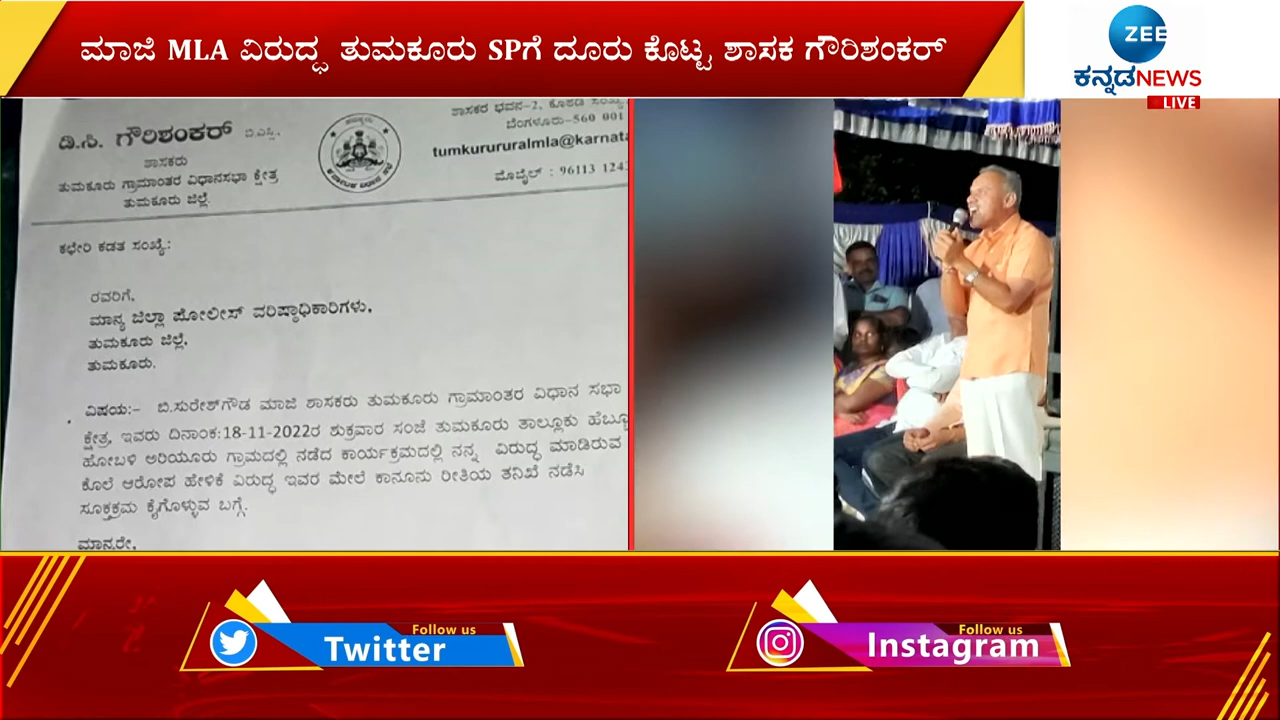 ಮಾಜಿ MLA ವಿರುದ್ಧ ತುಮಕೂರು SPಗೆ ದೂರು ಕೊಟ್ಟ ಶಾಸಕ ಗೌರಿಶಂಕರ್
ZEE
ಕನ್ನಡNEWS
LIVE
ಡಿ.ಸಿ. ಗೌರಿಶಂಕರ್ ಬಿ.ಎಸ್ಸಿ.,
ಶಾಸಕರು
ತುಮಕೂರು ಗ್ರಾಮಾಂತರ ವಿಧಾನಸಭಾ ಕ್ಷೇತ್ರ
ತುಮಕೂರು ಜಿಲ್ಲೆ.
ಶಾಸಕರ ಭವನ-2, ಕೊಠಡಿ ಸಂಖ್ಯೆ:
ಬೆಂಗಳೂರು-560 001
tumkurururalmla@karnata
ಮೊಬೈಲ್ : 96113 1243
ಕಛೇರಿ ಕಡತ ಸಂಖ್ಯೆ:
ರವರಿಗೆ,
ಮಾನ್ಯ ಜಿಲ್ಲಾ ಪೋಲೀಸ್ ವರಿಷ್ಠಾಧಿಕಾರಿಗಳು,
ತುಮಕೂರು ಜಿಲ್ಲೆ,
ತುಮಕೂರು.
ವಿಷಯ:- ಬಿ.ಸುರೇಶ್‌ಗೌಡ ಮಾಜಿ ಶಾಸಕರು ತುಮಕೂರು ಗ್ರಾಮಾಂತರ ವಿಧಾನ ಸಭಾ
ಕ್ಷೇತ್ರ, ಇವರು ದಿನಾಂಕ:18-11-2022ರ ಶುಕ್ರವಾರ ಸಂಜೆ ತುಮಕೂರು ತಾಲ್ಲೂಕು ಹೆಬ್ಬೂ
ಹೋಬಳಿ ಅರಿಯೂರು ಗ್ರಾಮದಲ್ಲಿ ನಡೆದ ಕಾರ್ಯಕ್ರಮದಲ್ಲಿ ನನ್ನ ವಿರುದ್ಧ ಮಾಡಿರುವ
ಕೊಲೆ ಆರೋಪ ಹೇಳಿಕೆ ವಿರುದ್ಧ ಇವರ ಮೇಲೆ ಕಾನೂನು ರೀತಿಯ ತನಿಖೆ ನಡೆಸಿ
ಸೂಕ್ತಕ್ರಮ ಕೈಗೊಳ್ಳುವ ಬಗ್ಗೆ.
ಮಾನ್ಯರೇ,
Follow us
Twitter
Follow us
Instagram